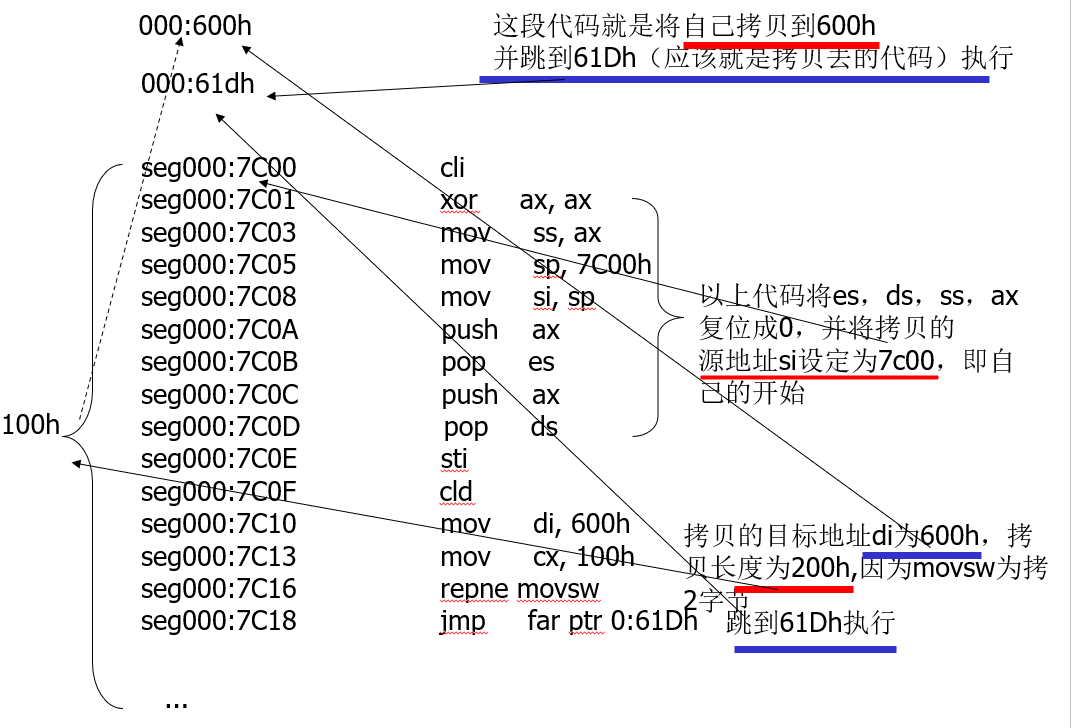 000:600h
这段代码就是将自己拷贝到600h
并跳到61Dh（应该就是拷贝去的代码）执行
000:61dh
seg000:7C00 cli
seg000:7C01 xor ax, ax
seg000:7C03 mov ss, ax
seg000:7C05 mov sp, 7C00h
seg000:7C08 mov si, sp
seg000:7C0A push ax
seg000:7C0B pop es
seg000:7C0C push ax
seg000:7C0D pop ds
以上代码将es，ds，ss，ax
复位成0，并将拷贝的
源地址si设定为7c00，即自
己的开始
100h
seg000:7C0E sti
seg000:7C0F cld
seg000:7C10 mov di, 600h
seg000:7C13 mov cx, 100h
seg000:7C16 repne movsw
seg000:7C18 jmp far ptr 0:61Dh
拷贝的目标地址di为600h，拷
贝长度为200h,因为movsw为拷
2字节
跳到61Dh执行
...